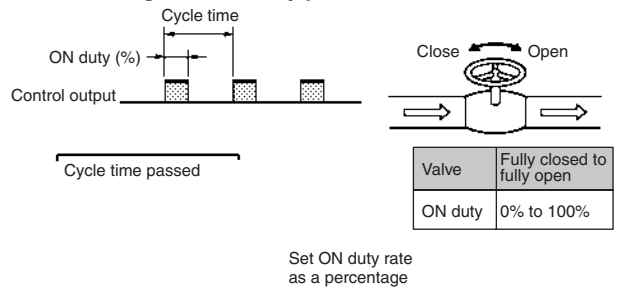 Cycle time
ON duty (%)
Control output
Cycle time passed
Close
Open
Valve
Fully closed to
fully open
ON duty
0% to 100%
Set ON duty rate
as a percentage